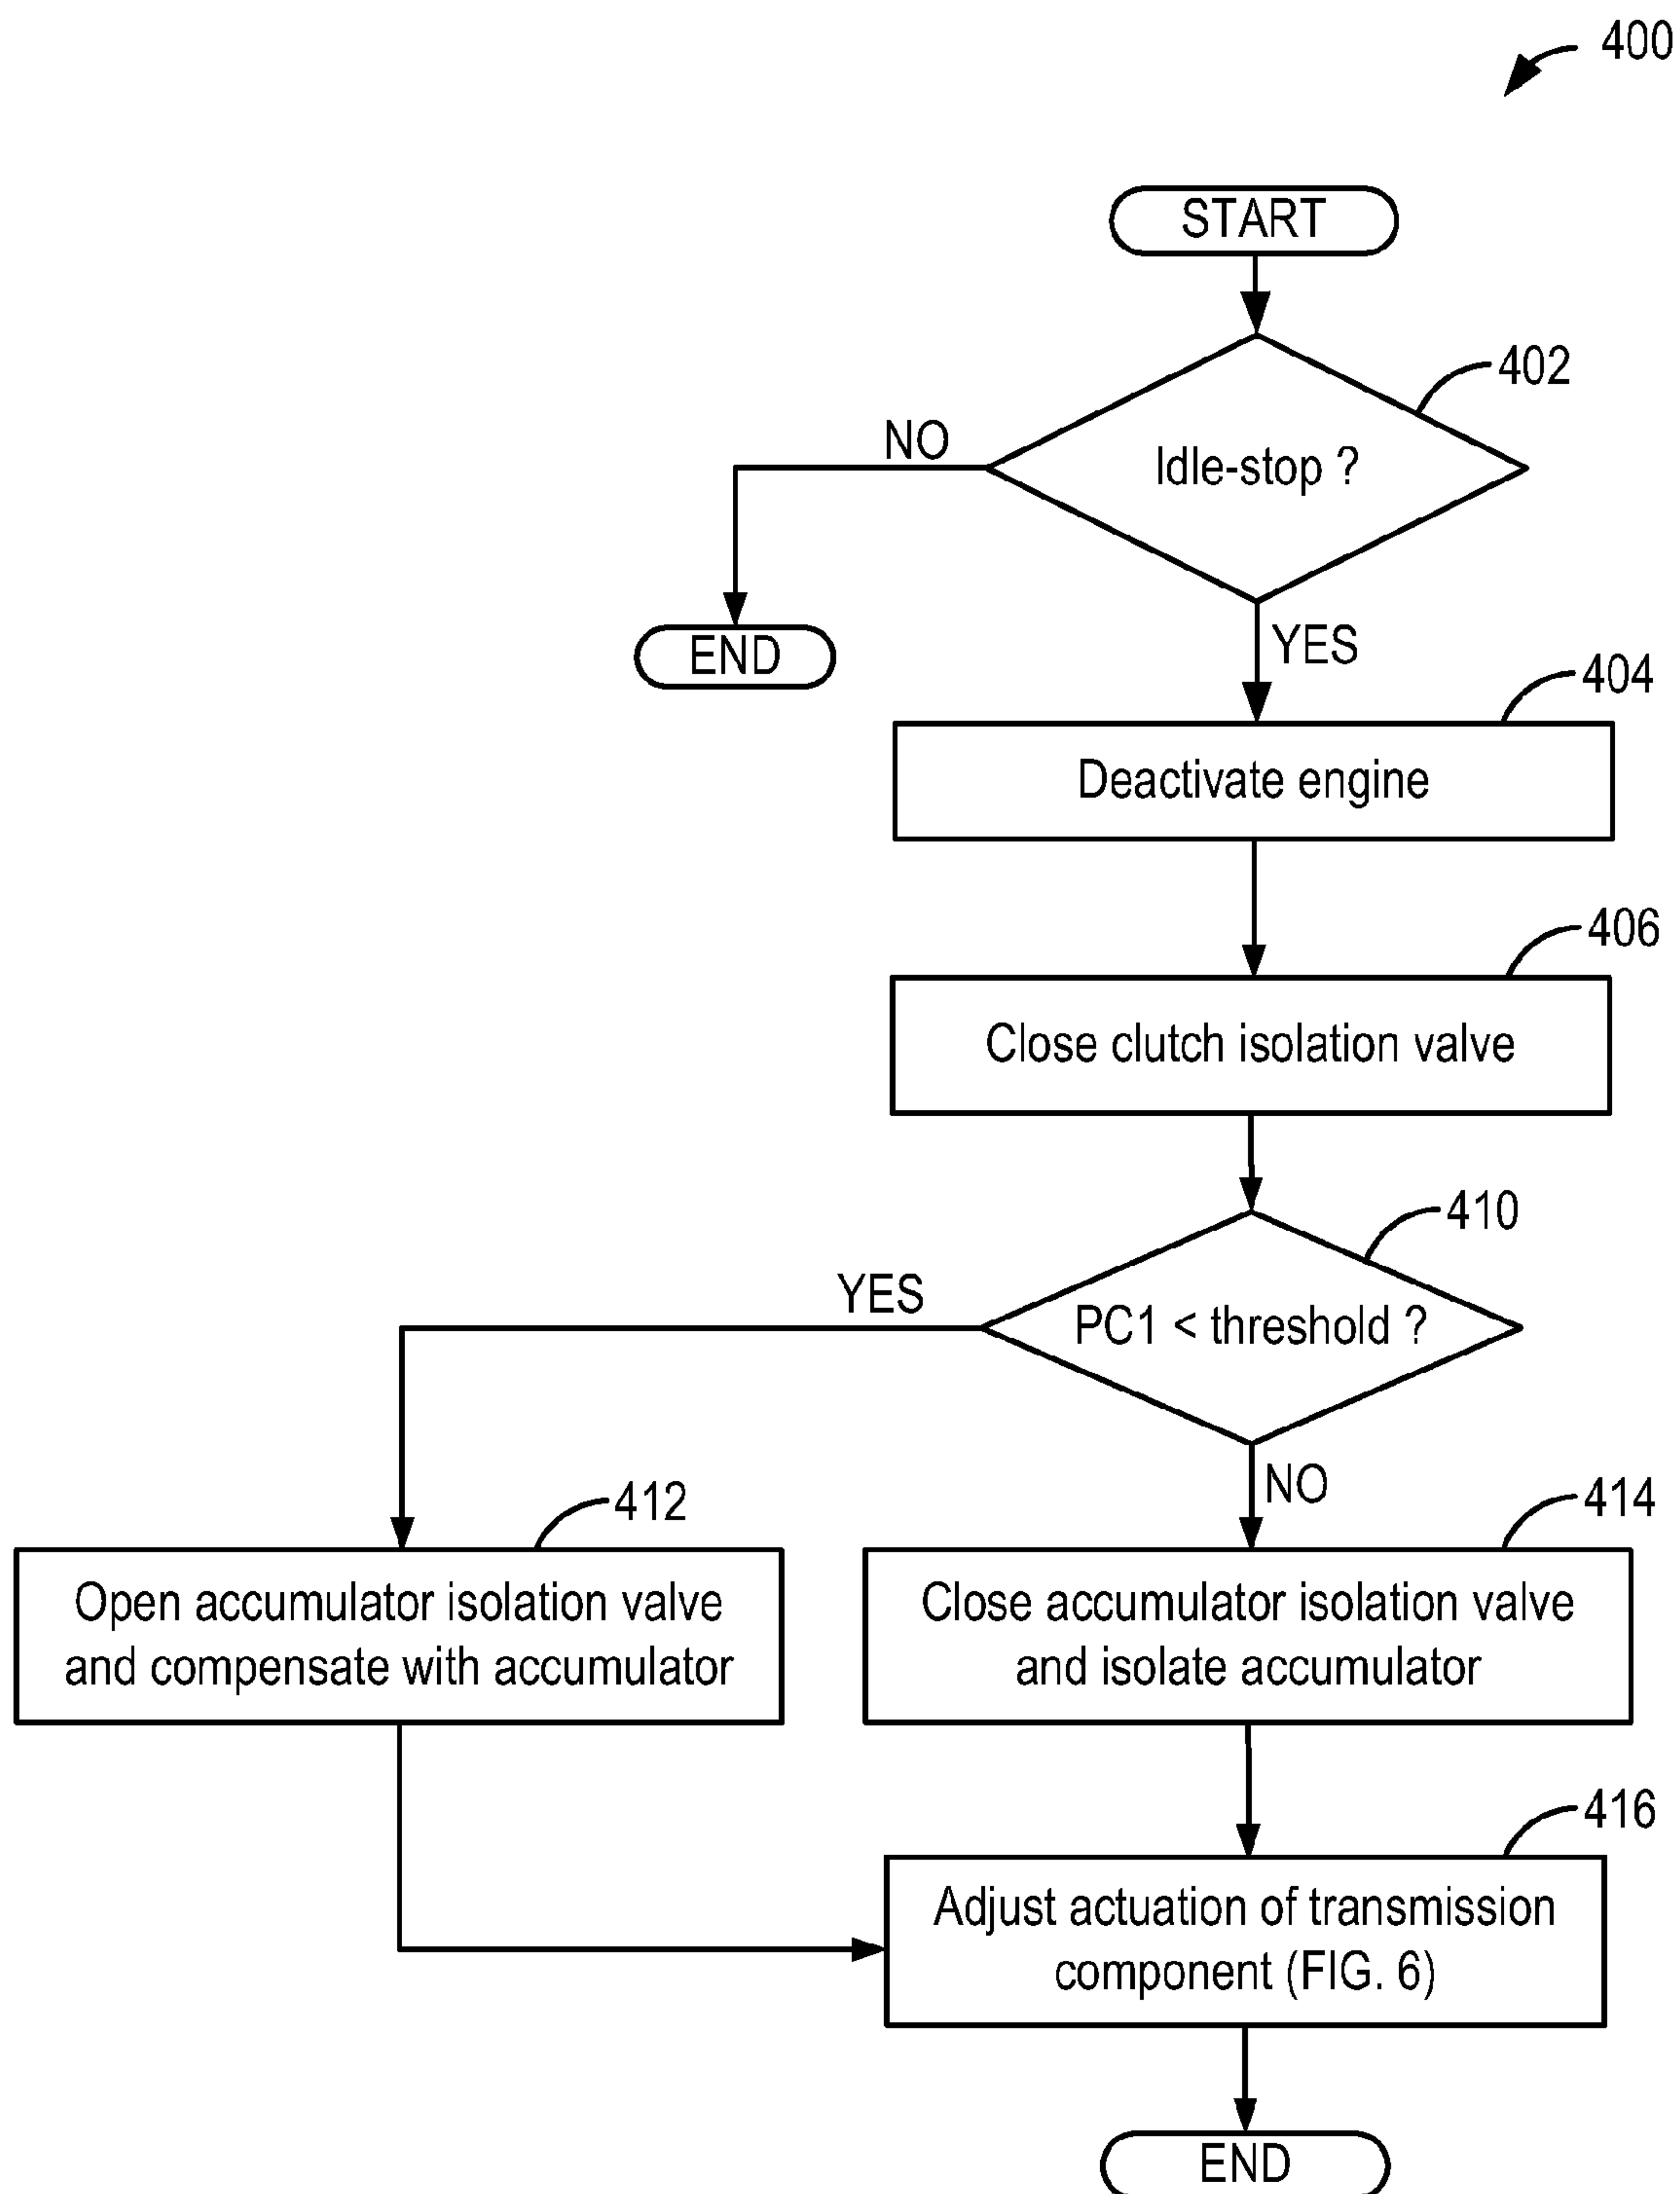 400
START
402
Idle-stop ?
NO
END
YES
404
Deactivate engine
406
Close clutch isolation valve
410
PC1 < threshold ?
YES
NO
412
Open accumulator isolation valve
and compensate with accumulator
414
Close accumulator isolation valve
and isolate accumulator
416
Adjust actuation of transmission
component (FIG. 6)
END